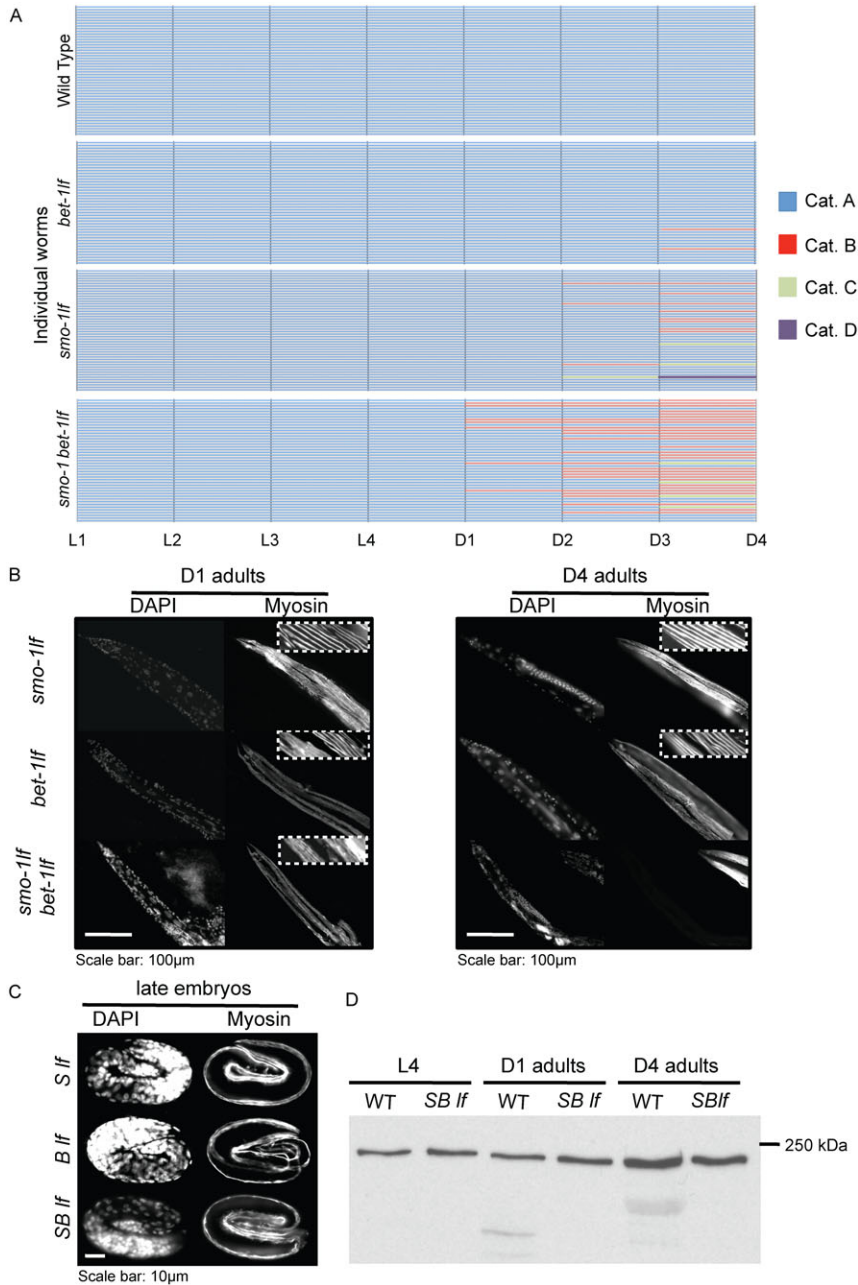 A
Wild Type
bet-1lf
smo-1lf
smo-1 bet-1lf
Individual worms
Cat. A
Cat. B
Cat. C
Cat. D
L1 L2 L3 L4 D1 D2 D3 D4
B
D1 adults
DAPI Myosin
smo-1lf
bet-1lf
smo-1lf
bet-1lf
Scale bar: 100µm
D4 adults
DAPI Myosin
Scale bar: 100µm
C
late embryos
DAPI Myosin
S lf
B lf
SB lf
Scale bar: 10µm
D
L4 D1 adults D4 adults
WT SB lf WT SB lf WT SBlf
250 kDa